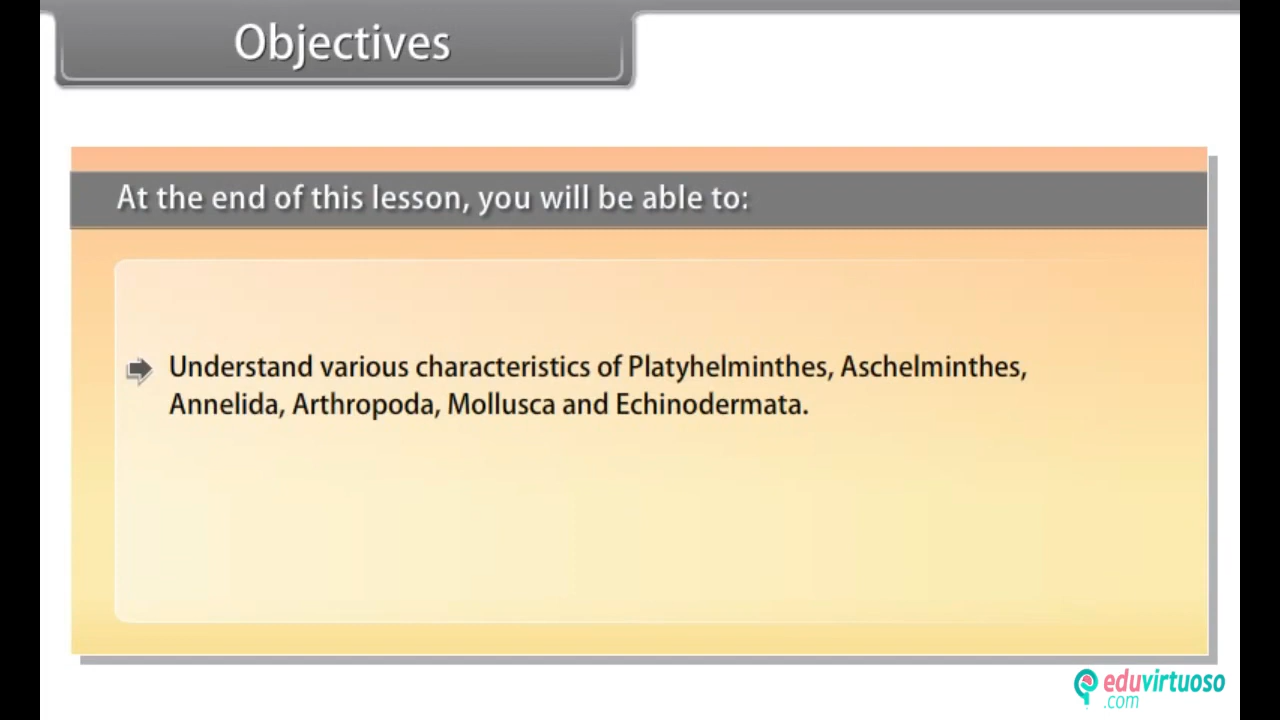 Objectives
At the end of this lesson, you will be able to:
Understand various characteristics of Platyhelminthes, Aschelminthes,
Annelida, Arthropoda, Mollusca and Echinodermata.
eduvirtuoso
.com